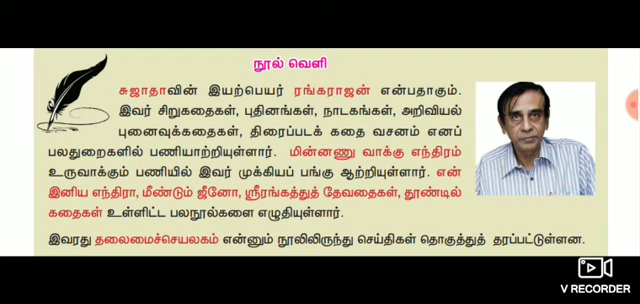 நூல் வெளி
சுஜாதாவின் இயற்பெயர் ரங்கராஜன் என்பதாகும்.
இவர் சிறுகதைகள், புதினங்கள், நாடகங்கள், அறிவியல்
புனைவுக்கதைகள், திரைப்படக் கதை வசனம் எனப்
பலதுறைகளில் பணியாற்றியுள்ளார். மின்னணு வாக்கு எந்திரம்
உருவாக்கும் பணியில் இவர் முக்கியப் பங்கு ஆற்றியுள்ளார். என்
இனிய எந்திரா, மீண்டும் ஜீனோ, ஸ்ரீரங்கத்துத் தேவதைகள், தூண்டில்
கதைகள் உள்ளிட்ட பலநூல்களை எழுதியுள்ளார்.
இவரது தலைமைச்செயலகம் என்னும் நூலிலிருந்து செய்திகள் தொகுத்துத் தரப்பட்டுள்ளன.
V RECORDER